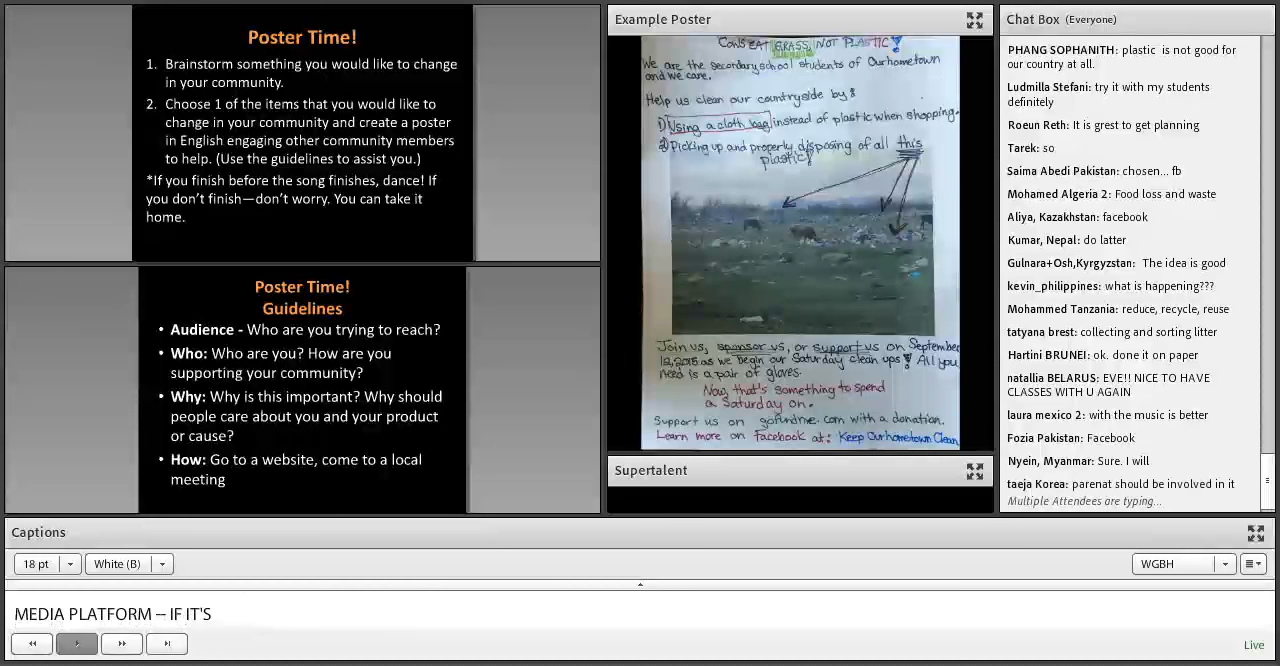 Poster Time!
1. Brainstorm something you would like to change
in your community.
2. Choose 1 of the items that you would like to
change in your community and create a poster
in English engaging other community members
to help. (Use the guidelines to assist you.)
*If you finish before the song finishes, dance! If
you don't finish—don't worry. You can take it
home.
Poster Time!
Guidelines
• Audience - Who are you trying to reach?
• Who: Who are you? How are you
supporting your community?
• Why: Why is this important? Why should
people care about you and your product
or cause?
• How: Go to a website, come to a local
meeting
Example Poster
COWS EAT GRASS, NOT PLASTIC!
We are the secondary school students of Ourhometown
and we care.
Help us clean our countryside by:
1) Using a cloth bag instead of plastic when shopping.
2) Picking up and properly disposing of all this
plastic!
Join us, sponsor us, or support us on September
12, 2015 as we begin our Saturday clean ups! All you
need is a pair of gloves.
Now, that's something to spend
a Saturday on.
Support us on gofundme.com with a donation.
Learn more on Facebook at: Keep Ourhometown Clean
Supertalent
Chat Box (Everyone)
PHANG SOPHANITH: plastic is not good for
our country at all.
Ludmilla Stefani: try it with my students
definitely
Roeun Reth: It is grest to get planning
Tarek: so
Saima Abedi Pakistan: chosen... fb
Mohamed Algeria 2: Food loss and waste
Aliya, Kazakhstan: facebook
Kumar, Nepal: do latter
Gulnara+Osh,Kyrgyzstan: The idea is good
kevin_philippines: what is happening???
Mohammed Tanzania: reduce, recycle, reuse
tatyana brest: collecting and sorting litter
Hartini BRUNEI: ok. done it on paper
natallia BELARUS: EVE!! NICE TO HAVE
CLASSES WITH U AGAIN
laura mexico 2: with the music is better
Fozia Pakistan: Facebook
Nyein, Myanmar: Sure. I will
taeja Korea: parenat should be involved in it
Multiple Attendees are typing...
Captions
18 pt
White (B)
WGBH
MEDIA PLATFORM -- IF IT'S
Live